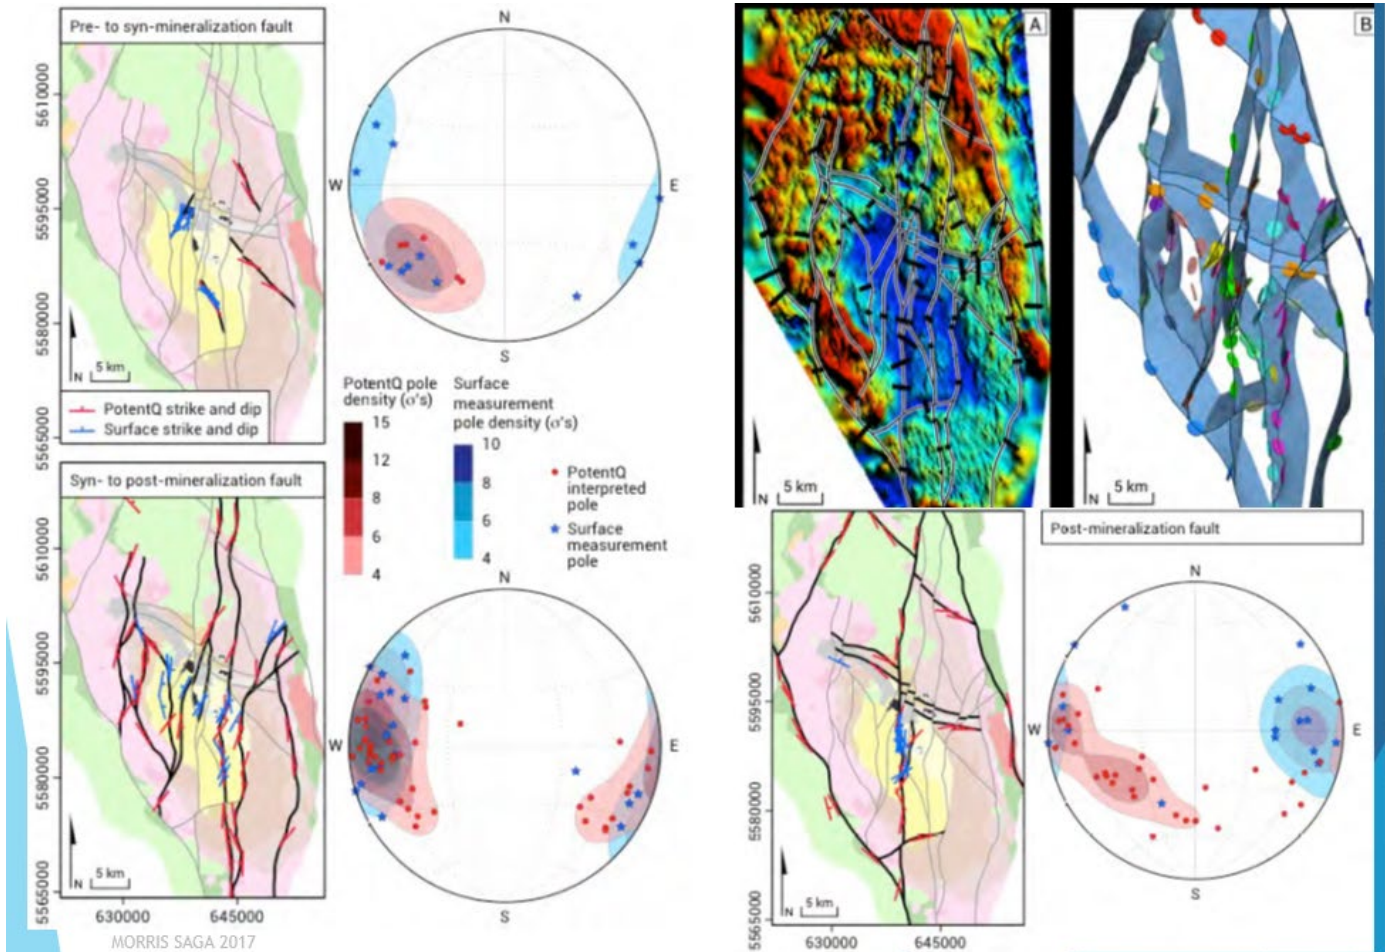 Pre- to syn-mineralization fault
5610000
5595000
5580000
5565000
N
5 km
PotentQ strike and dip
Surface strike and dip
N
W
E
S
PotentQ pole
density (σ's)
15
12
8
6
4
Surface
measurement
pole density (σ's)
10
8
6
4
PotentQ
interpreted
pole
Surface
measurement
pole
Syn- to post-mineralization fault
5610000
5595000
5580000
5565000
N
5 km
630000
645000
N
W
E
S
MORRIS SAGA 2017
A
N
5 km
B
N
5 km
5610000
5595000
5580000
5565000
N
5 km
630000
645000
Post-mineralization fault
N
W
E
S